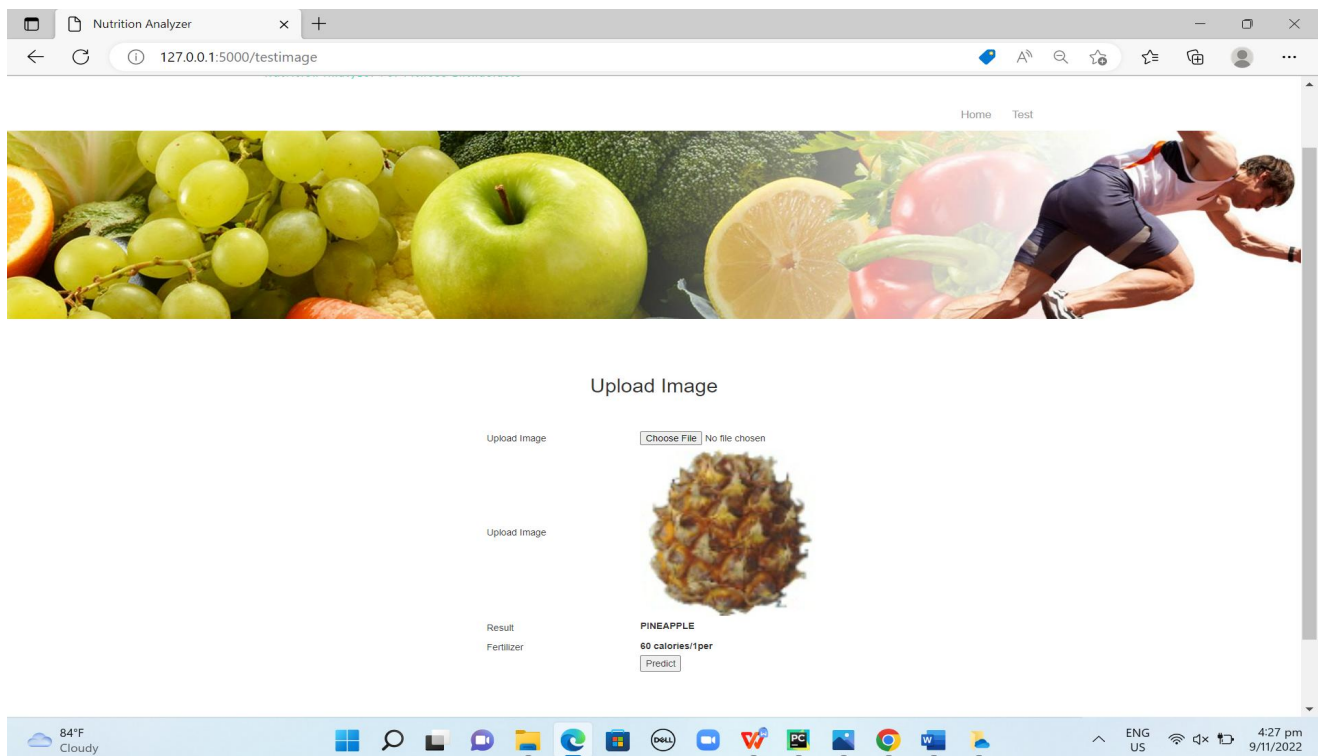 Nutrition Analyzer
127.0.0.1:5000/testimage
Home Test
Upload Image
Upload Image Choose File No file chosen
Upload Image
Result PINEAPPLE
Fertilizer 60 calories/1per
Predict
84°F
Cloudy
DELL
PC
W
ENG
US
4:27 pm
9/11/2022